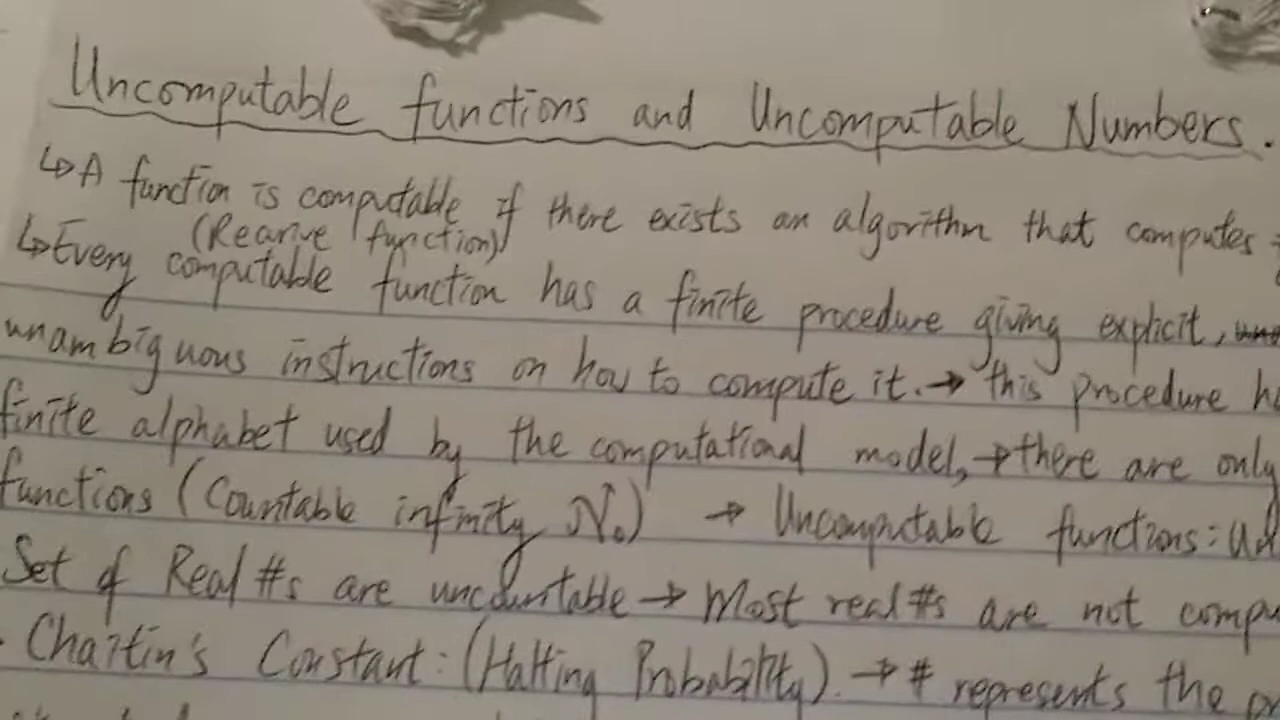 Uncomputable functions and Uncomputable Numbers.
↳ A function is computable if there exists an algorithm that computes
(Rearive function)
↳ Every computable function has a finite procedure giving explicit,
unambiguous instructions on how to compute it. → this procedure
finite alphabet used by the computational model, → there are only
functions (Countable infinity ℵ₀) → Uncomputable functions:
Set of Real #s are uncountable → Most real #s are not
Chaitin's Constant: (Halting Probability) → # represents the